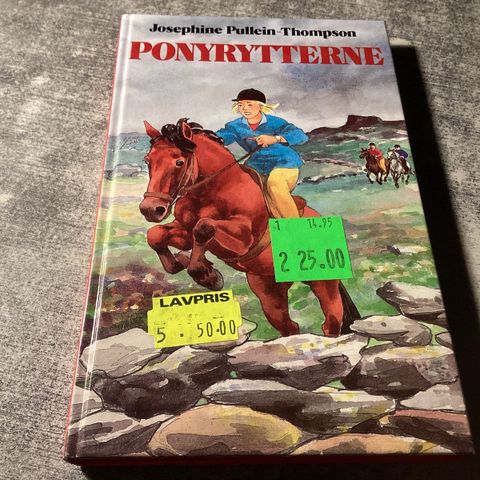 Josephine Pullein-Thompson
PONYRYTTERNE
1 14.95
2 25.00
LAVPRIS
5 . 50.00